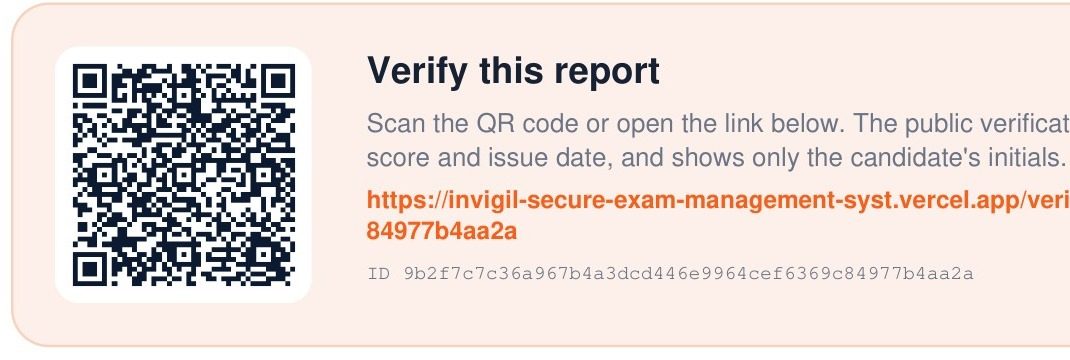 Verify this report
Scan the QR code or open the link below. The public verificat
score and issue date, and shows only the candidate's initials.
https://invigil-secure-exam-management-syst.vercel.app/veri
84977b4aa2a
ID 9b2f7c7c36a967b4a3dcd446e9964cef6369c84977b4aa2a